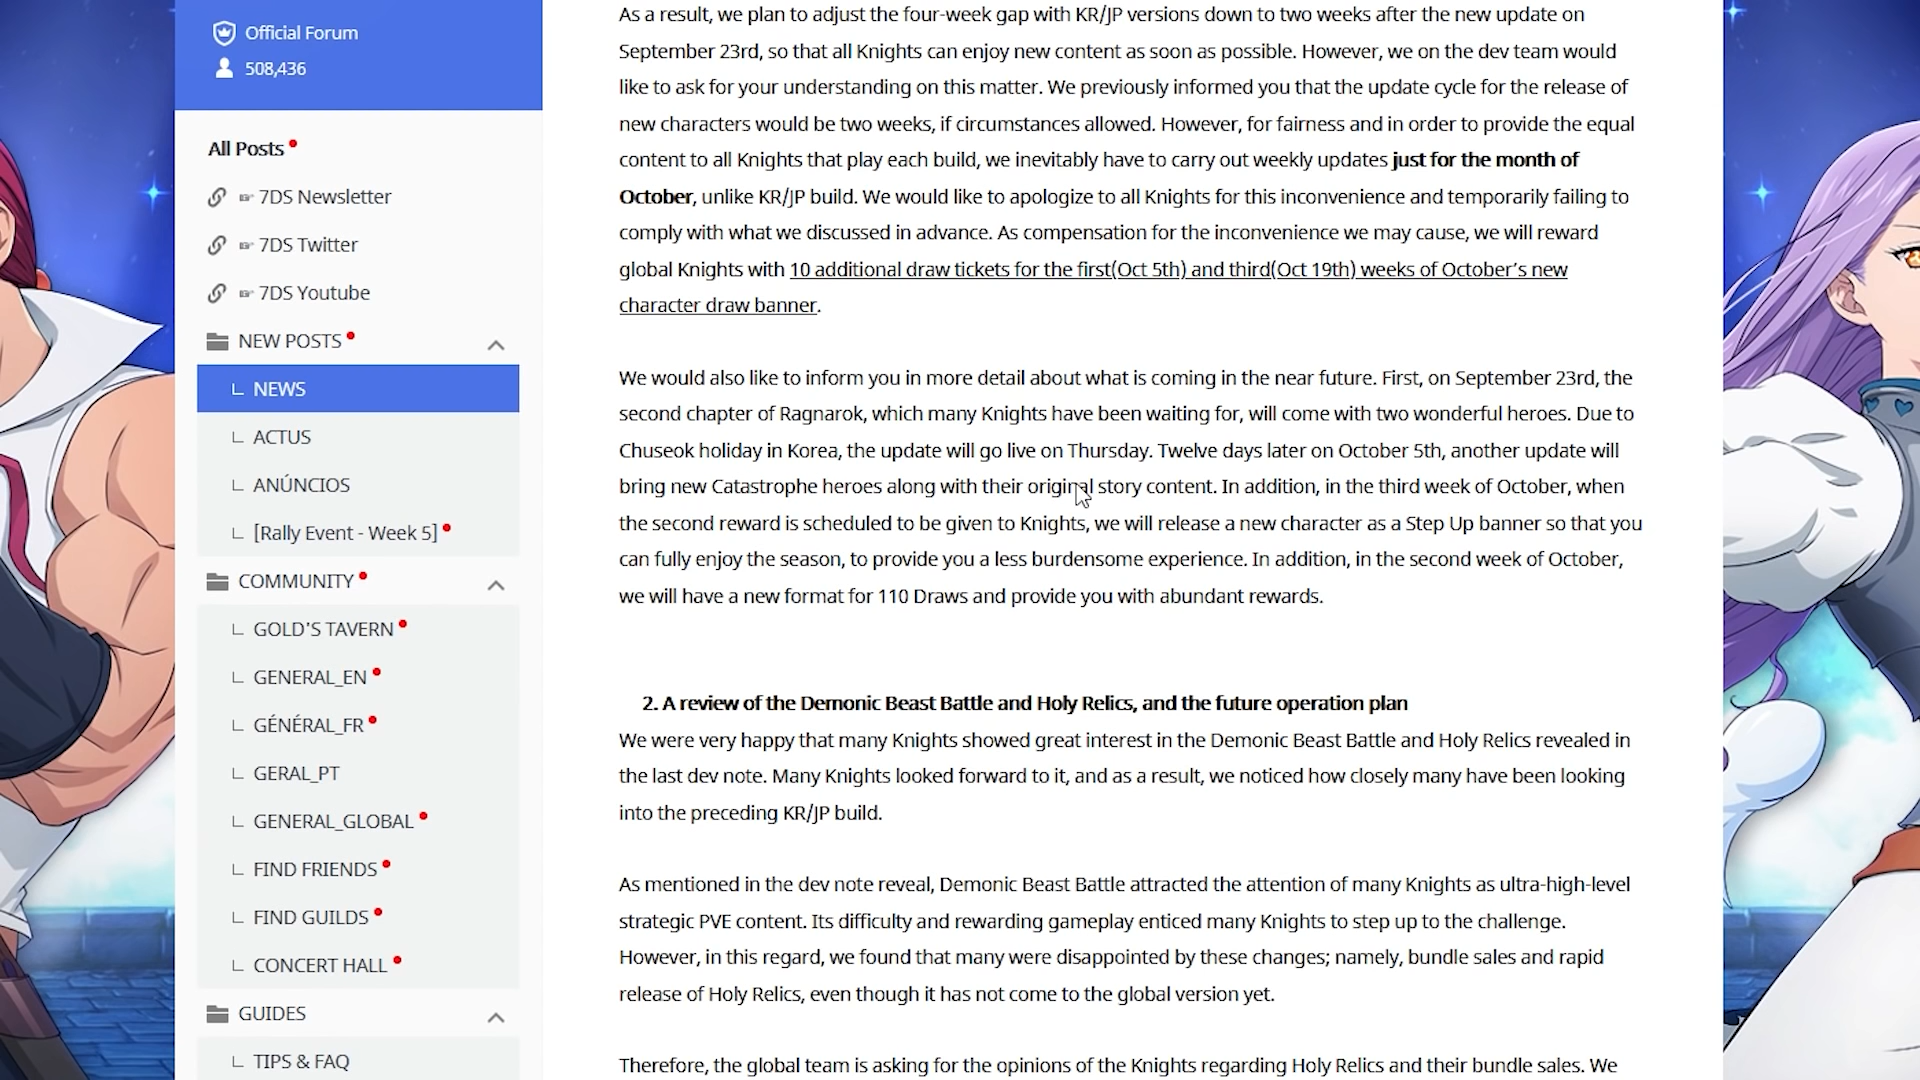 Official Forum
508,436
All Posts
7DS Newsletter
7DS Twitter
7DS Youtube
NEW POSTS
NEWS
ACTUS
ANÚNCIOS
[Rally Event - Week 5]
COMMUNITY
GOLD'S TAVERN
GENERAL_EN
GÉNÉRAL_FR
GERAL_PT
GENERAL_GLOBAL
FIND FRIENDS
FIND GUILDS
CONCERT HALL
GUIDES
TIPS & FAQ
As a result, we plan to adjust the four-week gap with KR/JP versions down to two weeks after the new update on
September 23rd, so that all Knights can enjoy new content as soon as possible. However, we on the dev team would
like to ask for your understanding on this matter. We previously informed you that the update cycle for the release of
new characters would be two weeks, if circumstances allowed. However, for fairness and in order to provide the equal
content to all Knights that play each build, we inevitably have to carry out weekly updates just for the month of
October, unlike KR/JP build. We would like to apologize to all Knights for this inconvenience and temporarily failing to
comply with what we discussed in advance. As compensation for the inconvenience we may cause, we will reward
global Knights with 10 additional draw tickets for the first(Oct 5th) and third(Oct 19th) weeks of October's new
character draw banner.
We would also like to inform you in more detail about what is coming in the near future. First, on September 23rd, the
second chapter of Ragnarok, which many Knights have been waiting for, will come with two wonderful heroes. Due to
Chuseok holiday in Korea, the update will go live on Thursday. Twelve days later on October 5th, another update will
bring new Catastrophe heroes along with their original story content. In addition, in the third week of October, when
the second reward is scheduled to be given to Knights, we will release a new character as a Step Up banner so that you
can fully enjoy the season, to provide you a less burdensome experience. In addition, in the second week of October,
we will have a new format for 110 Draws and provide you with abundant rewards.
2. A review of the Demonic Beast Battle and Holy Relics, and the future operation plan
We were very happy that many Knights showed great interest in the Demonic Beast Battle and Holy Relics revealed in
the last dev note. Many Knights looked forward to it, and as a result, we noticed how closely many have been looking
into the preceding KR/JP build.
As mentioned in the dev note reveal, Demonic Beast Battle attracted the attention of many Knights as ultra-high-level
strategic PVE content. Its difficulty and rewarding gameplay enticed many Knights to step up to the challenge.
However, in this regard, we found that many were disappointed by these changes; namely, bundle sales and rapid
release of Holy Relics, even though it has not come to the global version yet.
Therefore, the global team is asking for the opinions of the Knights regarding Holy Relics and their bundle sales. We